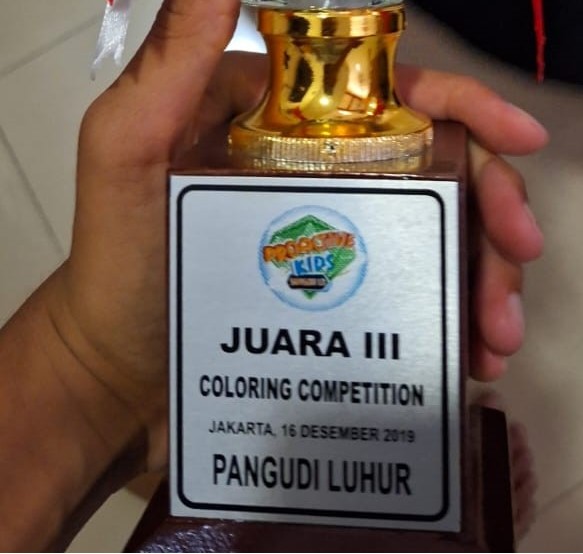 PROACTIVE
KIDS
JUARA III
COLORING COMPETITION
JAKARTA, 16 DESEMBER 2019
PANGUDI LUHUR